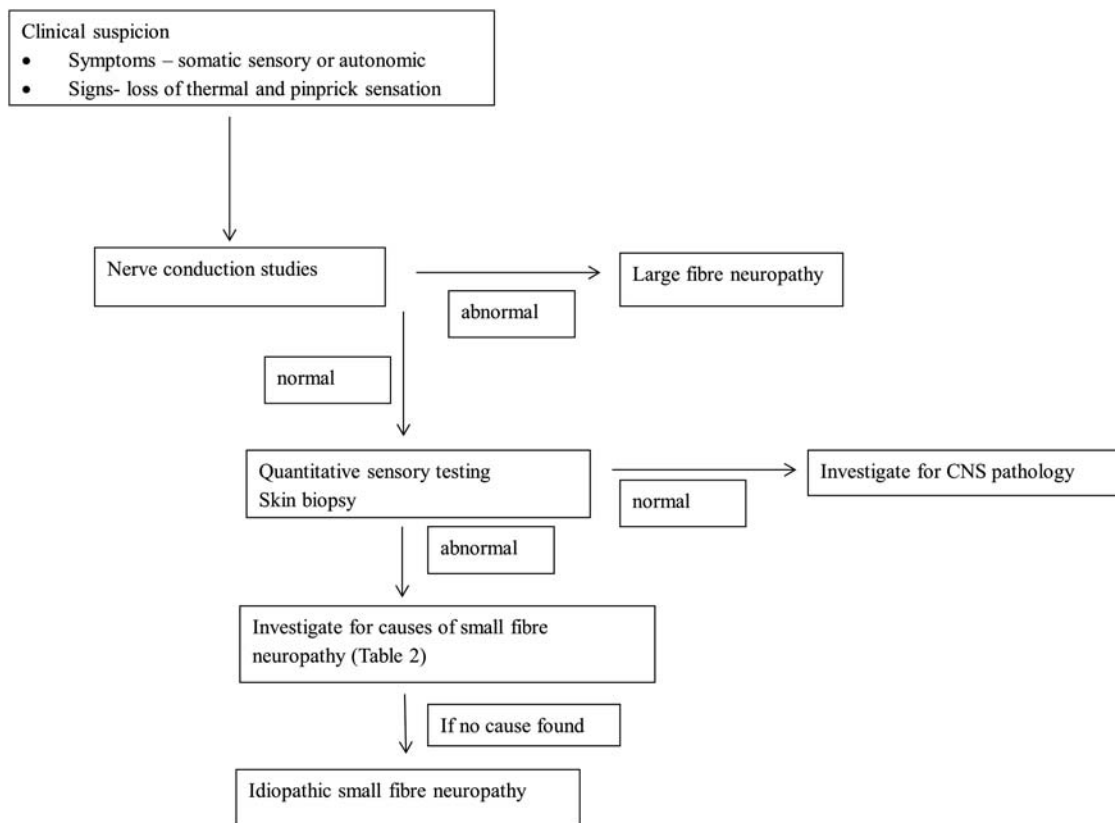 Clinical suspicion
• Symptoms – somatic sensory or autonomic
• Signs- loss of thermal and pinprick sensation
Nerve conduction studies
Large fibre neuropathy
abnormal
normal
Quantitative sensory testing
Skin biopsy
Investigate for CNS pathology
normal
abnormal
Investigate for causes of small fibre
neuropathy (Table 2)
If no cause found
Idiopathic small fibre neuropathy